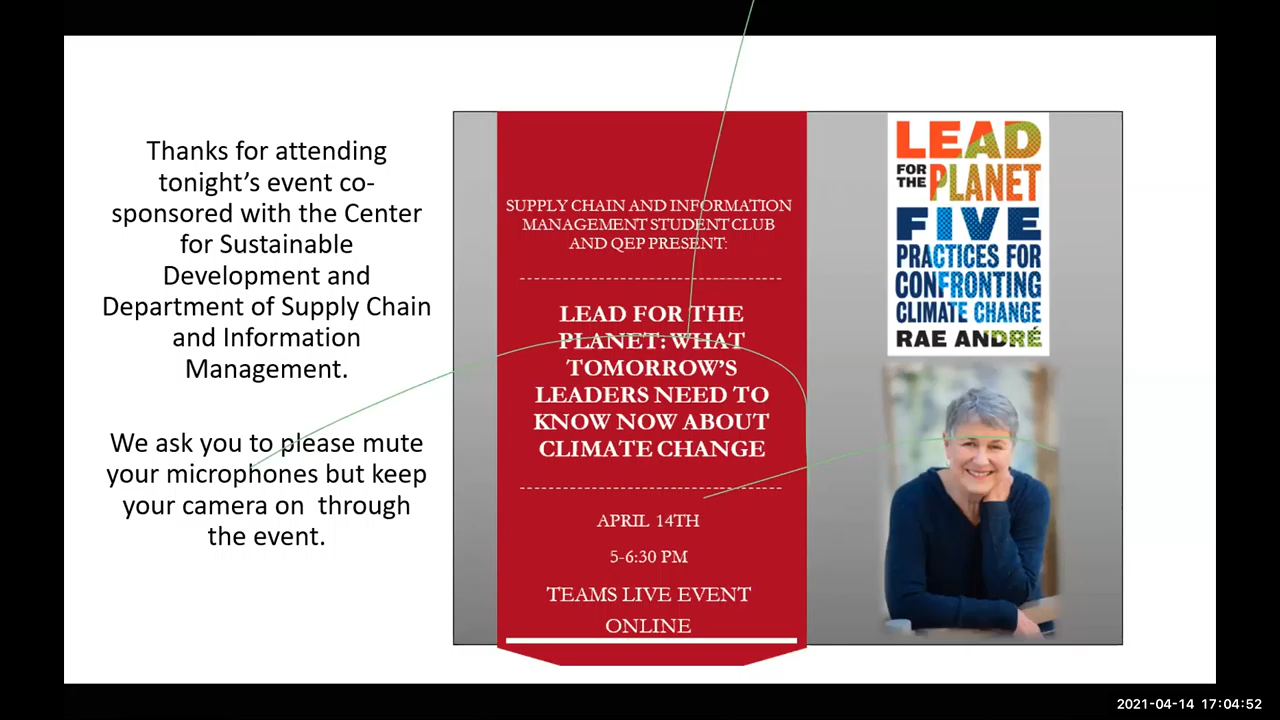 Thanks for attending
tonight’s event co-
sponsored with the Center
for Sustainable
Development and
Department of Supply Chain
and Information
Management.
We ask you to please mute
your microphones but keep
your camera on  through
the event.
SUPPLY CHAIN AND INFORMATION
MANAGEMENT STUDENT CLUB
AND QEP PRESENT:
LEAD FOR THE
PLANET: WHAT
TOMORROW’S
LEADERS NEED TO
KNOW NOW ABOUT
CLIMATE CHANGE
APRIL 14TH
5-6:30 PM
TEAMS LIVE EVENT
ONLINE
LEAD
FOR THE PLANET
FIVE
PRACTICES FOR
CONFRONTING
CLIMATE CHANGE
RAE ANDRÉ
2021-04-14 17:04:52